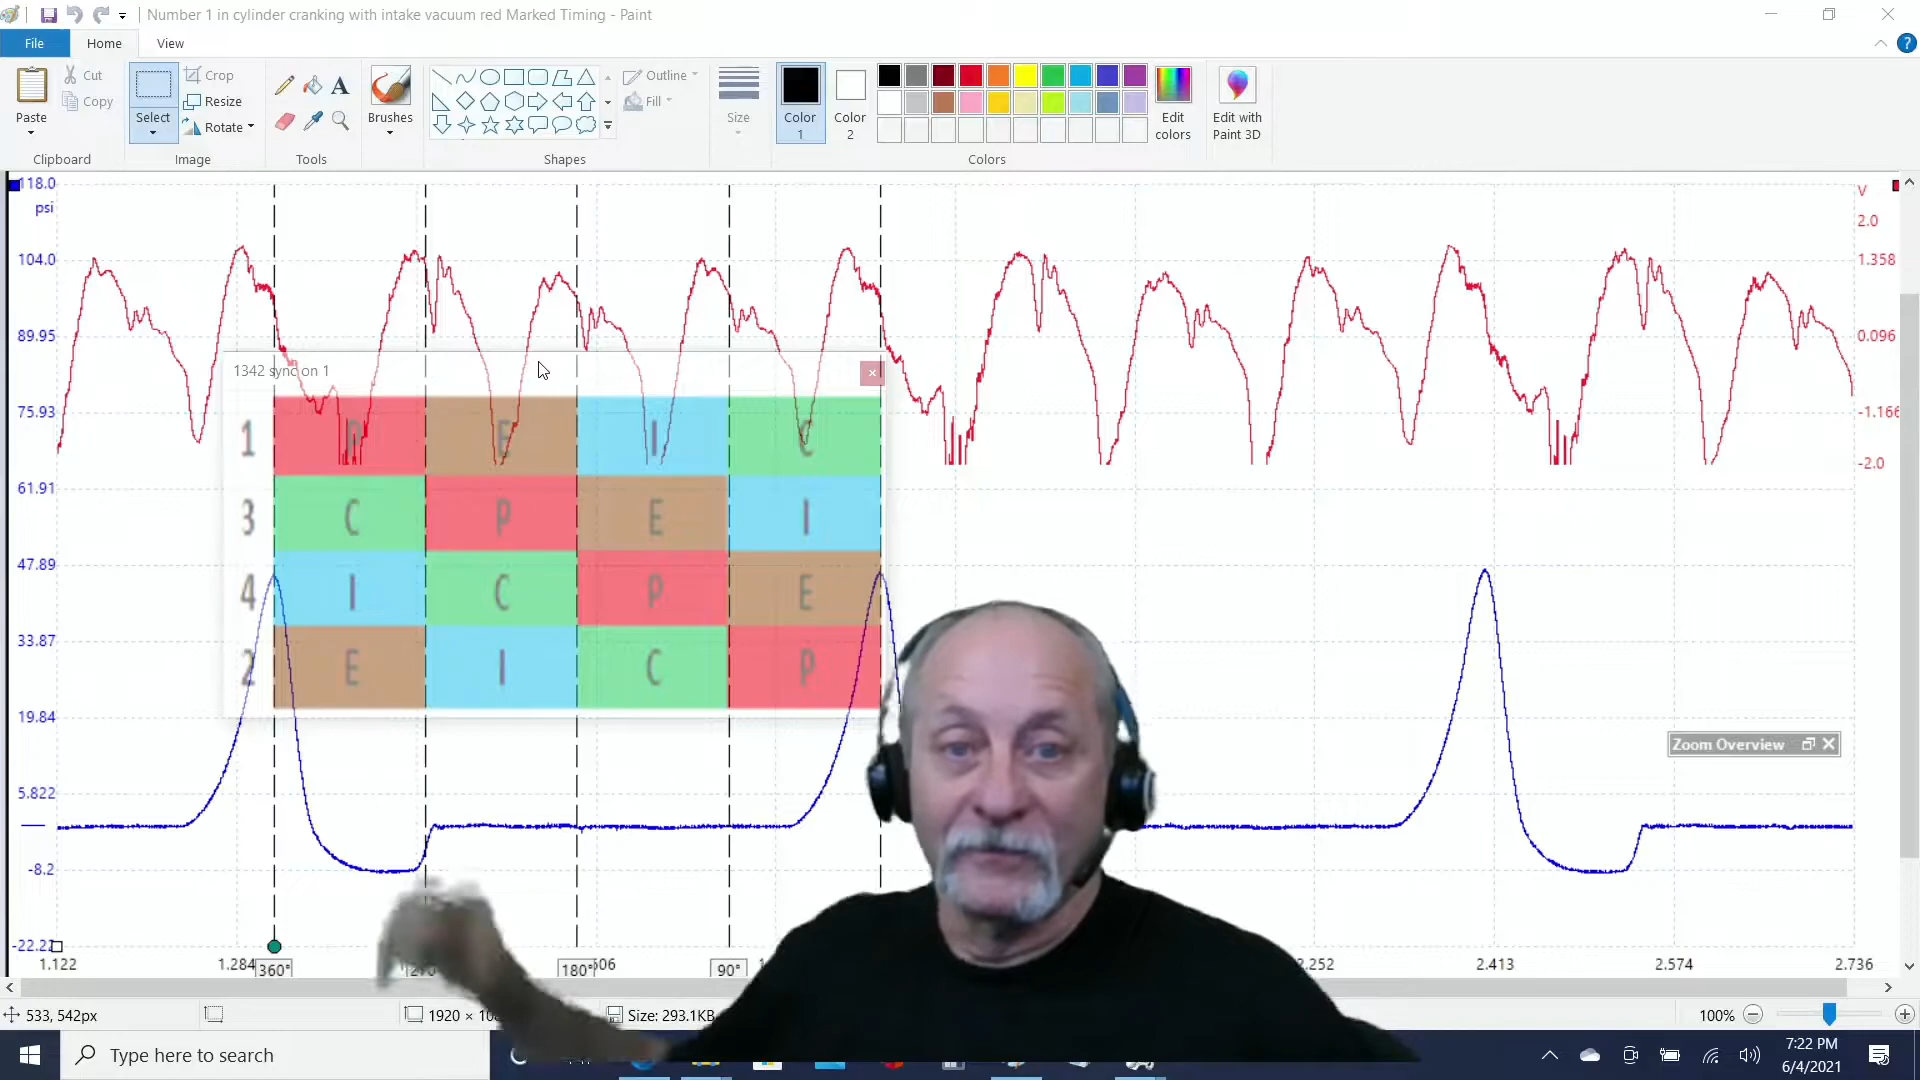 Number 1 in cylinder cranking with intake vacuum red Marked Timing - Paint
File Home View
Paste
Cut
Copy
Clipboard
Select
Crop
Resize
Rotate
Image
A
Tools
Brushes
Shapes
Outline
Fill
Size
Color 1
Color 2
Edit colors
Edit with Paint 3D
Colors
118.0
psi
104.0
89.95
75.93
61.91
47.89
33.87
19.84
5.822
-8.2
V
2.0
1.358
0.096
-1.166
-2.0
1342 sync on 1
1 P E I C
3 C P E I
4 I C P E
2 E I C P
Zoom Overview
1.122 1.284 360° 180° 90° 2.252 2.413 2.574 2.736
533, 542px
Size: 293.1KB
100%
Type here to search
7:22 PM
6/4/2021